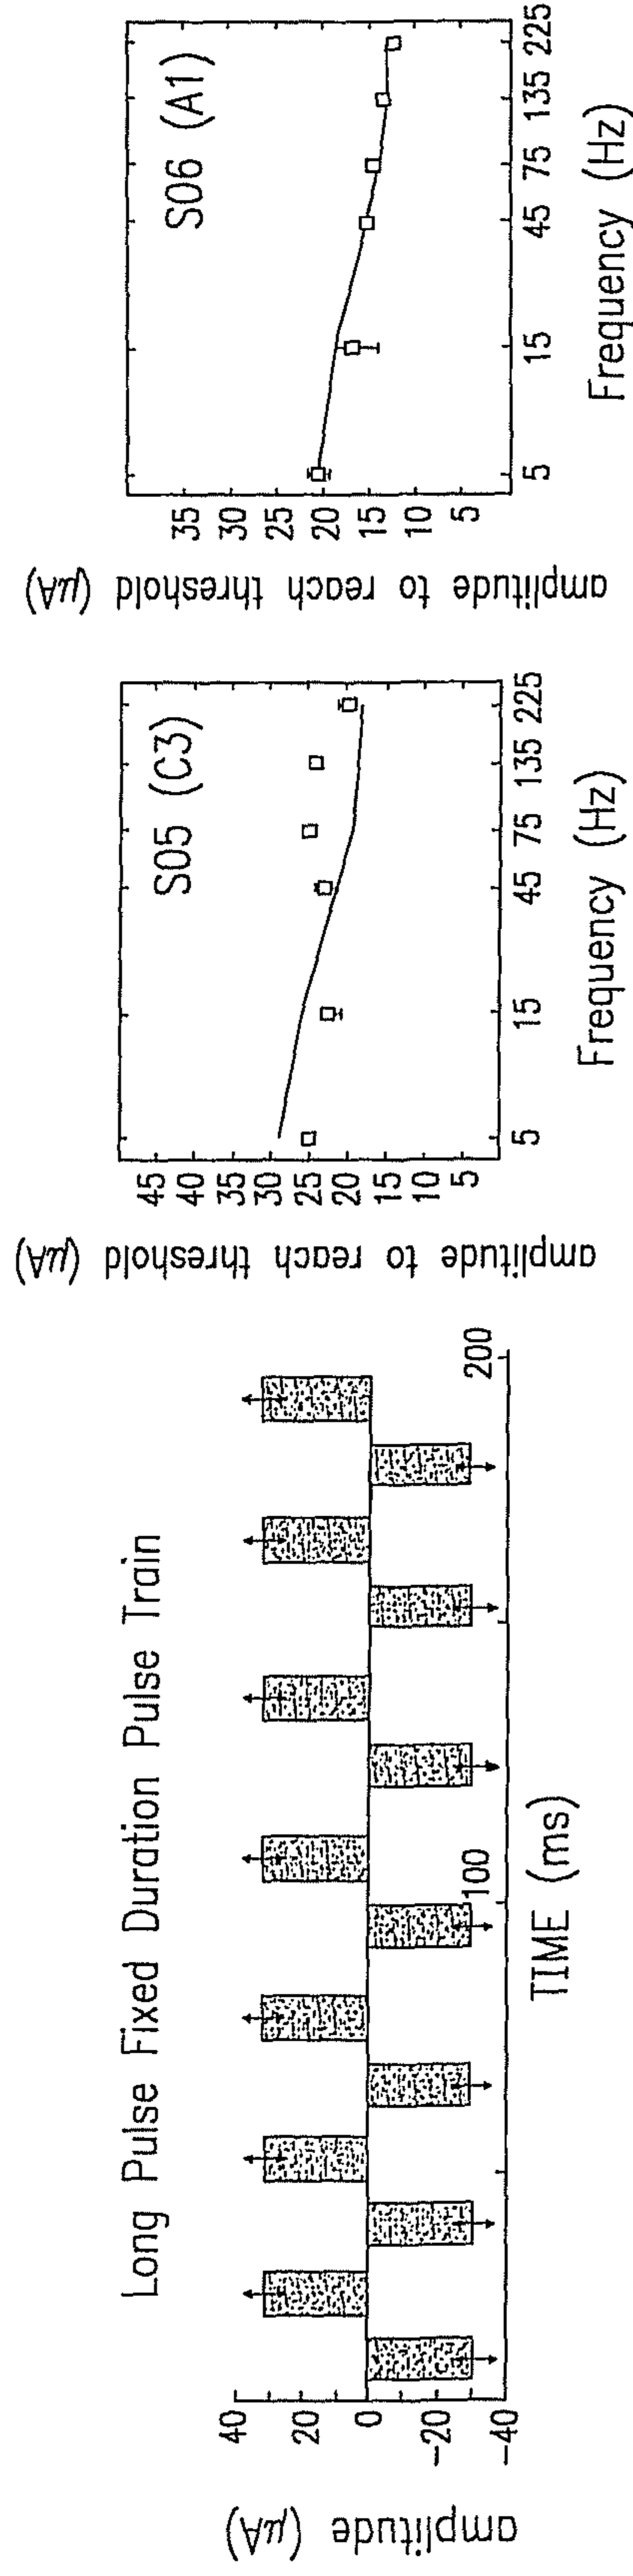 Long Pulse Fixed Duration Pulse Train
amplitude (μA)
40
20
0
-20
-40
100
200
TIME (ms)
S05 (C3)
amplitude to reach threshold (μA)
45
40
35
30
25
20
15
10
5
5 15 45 75 135 225
Frequency (Hz)
S06 (A1)
amplitude to reach threshold (μA)
35
30
25
20
15
10
5
5 15 45 75 135 225
Frequency (Hz)